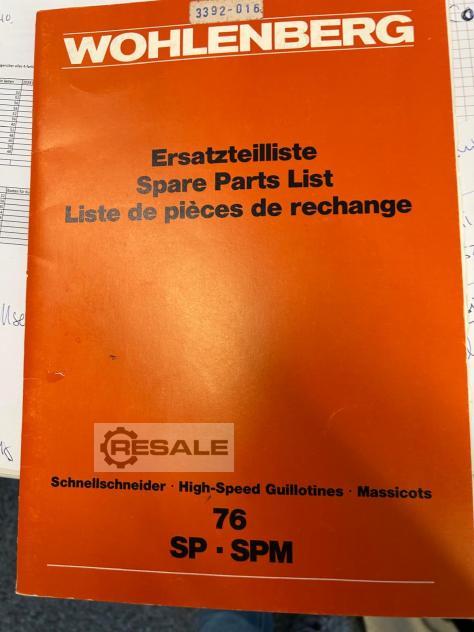 3392-016
WOHLENBERG
Ersatzteilliste
Spare Parts List
Liste de pièces de rechange
RESALE
Schnellschneider · High-Speed Guillotines · Massicots
76
SP · SPM